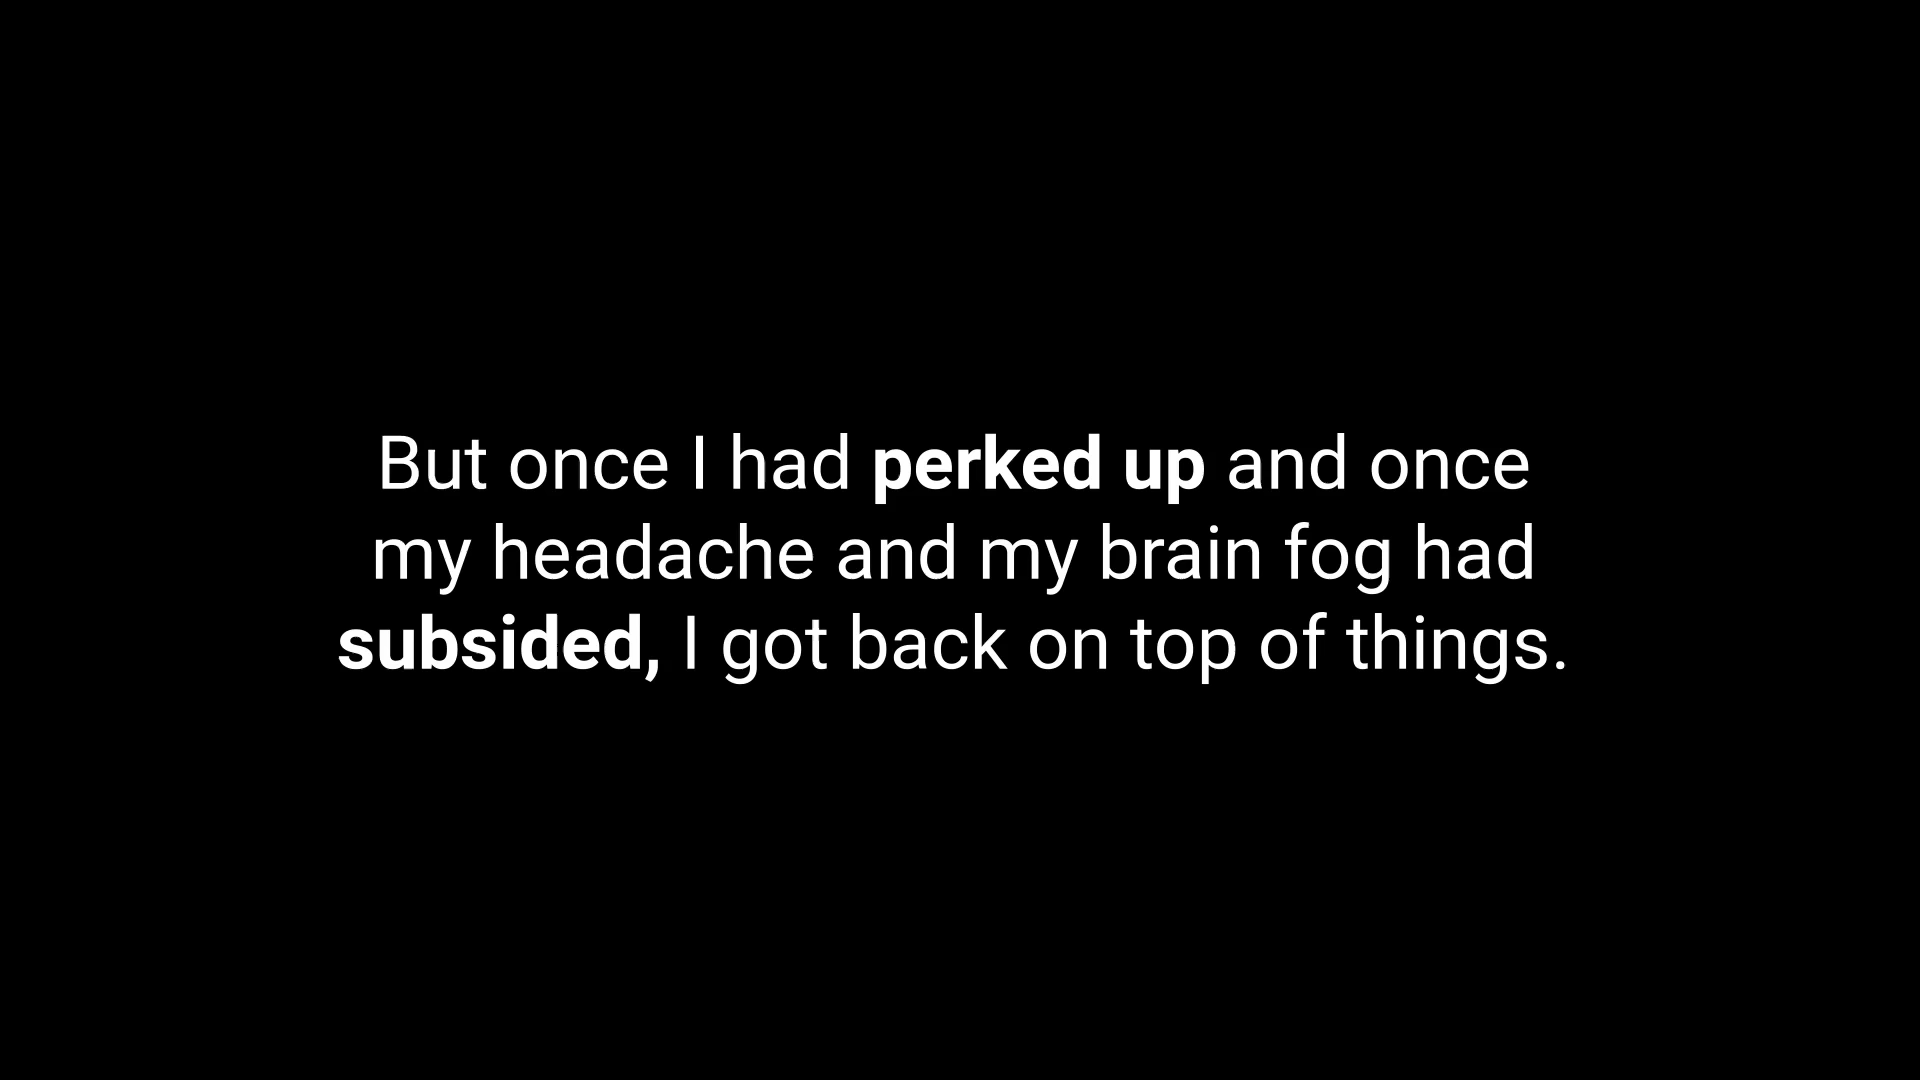 But once I had perked up and once
my headache and my brain fog had
subsided, I got back on top of things.